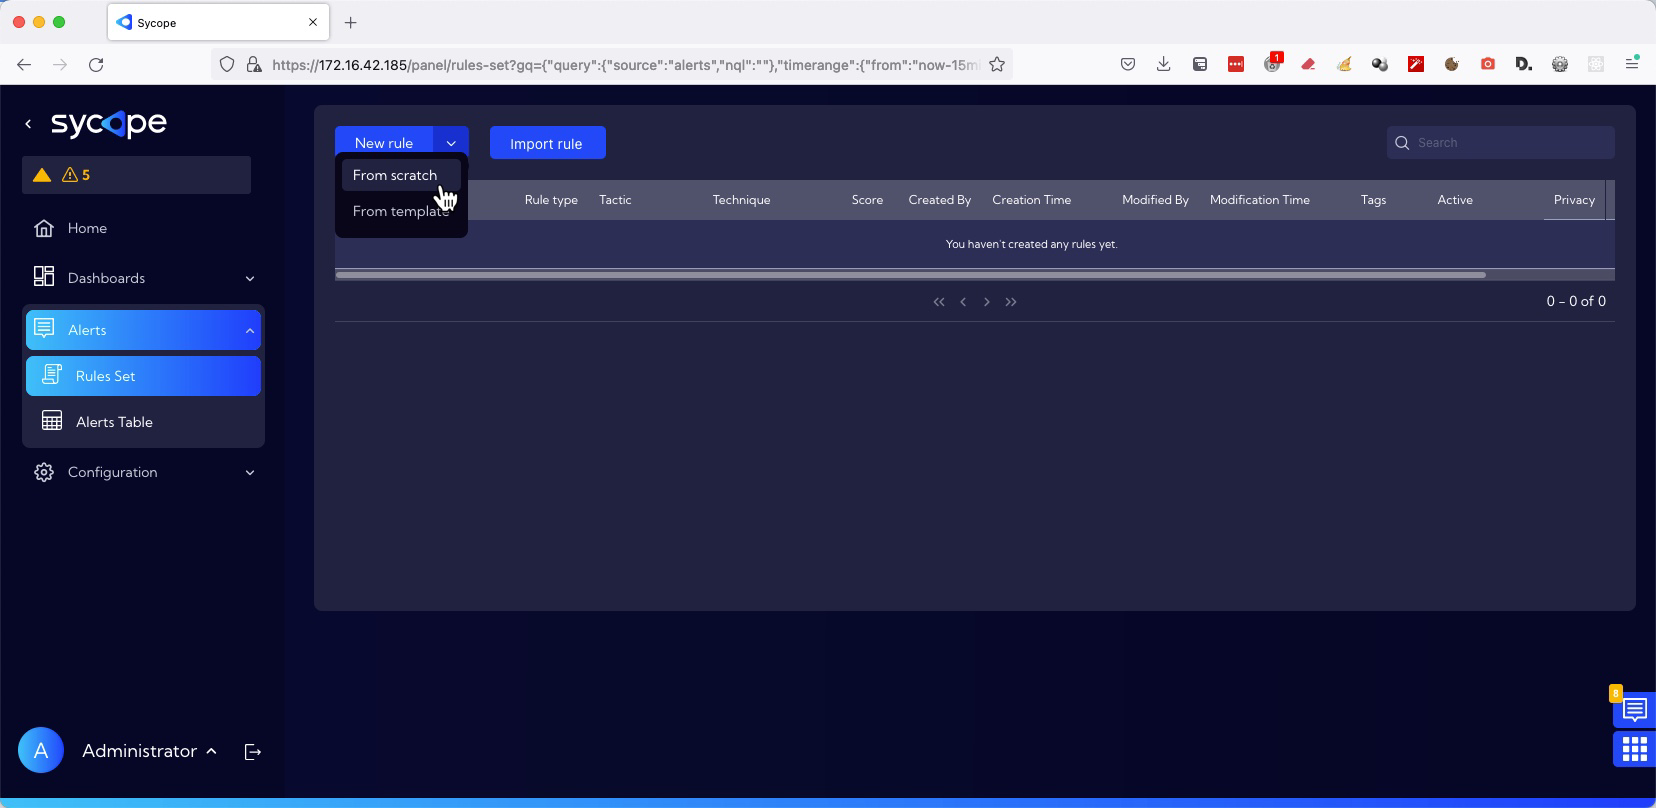 Sycope
https://172.16.42.185/panel/rules-set?gq={"query":{"source":"alerts","nql":""},"timerange":{"from":"now-15m
1
sycope
5
Home
Dashboards
Alerts
Rules Set
Alerts Table
Configuration
A Administrator
New rule
Import rule
Search
From scratch
From template
Rule type Tactic Technique Score Created By Creation Time Modified By Modification Time Tags Active Privacy
You haven't created any rules yet.
0 - 0 of 0
8